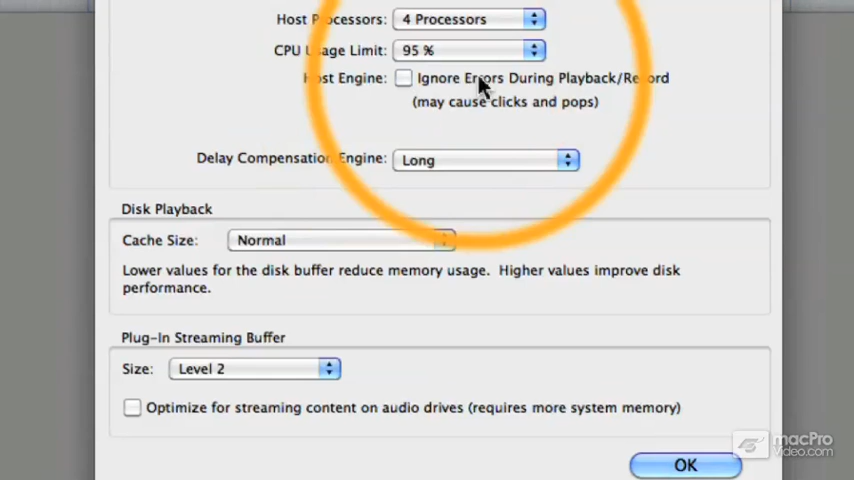 Host Processors: 4 Processors
CPU Usage Limit: 95 %
Host Engine: Ignore Errors During Playback/Record
(may cause clicks and pops)
Delay Compensation Engine: Long
Disk Playback
Cache Size: Normal
Lower values for the disk buffer reduce memory usage. Higher values improve disk
performance.
Plug-In Streaming Buffer
Size: Level 2
Optimize for streaming content on audio drives (requires more system memory)
OK
macPro
Video.com